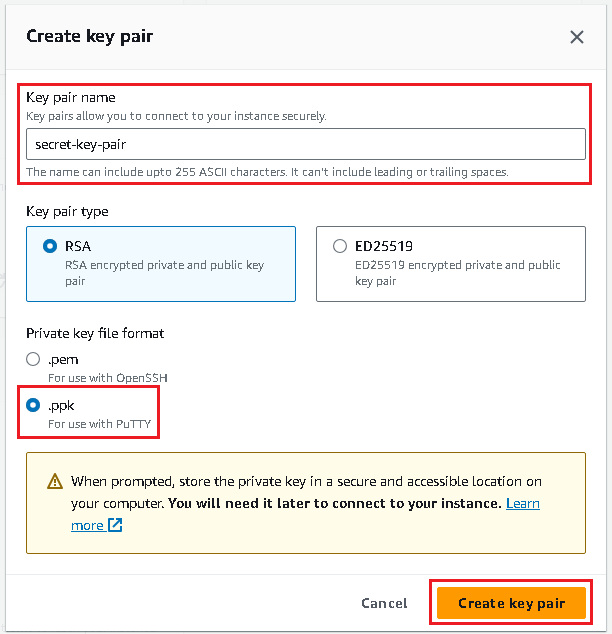 Create key pair
Key pair name
Key pairs allow you to connect to your instance securely.
secret-key-pair
The name can include upto 255 ASCII characters. It can't include leading or trailing spaces.
Key pair type
RSA
RSA encrypted private and public key
pair
ED25519
ED25519 encrypted private and public
key pair
Private key file format
.pem
For use with OpenSSH
.ppk
For use with PuTTY
When prompted, store the private key in a secure and accessible location on
your computer. You will need it later to connect to your instance. Learn
more
Cancel
Create key pair